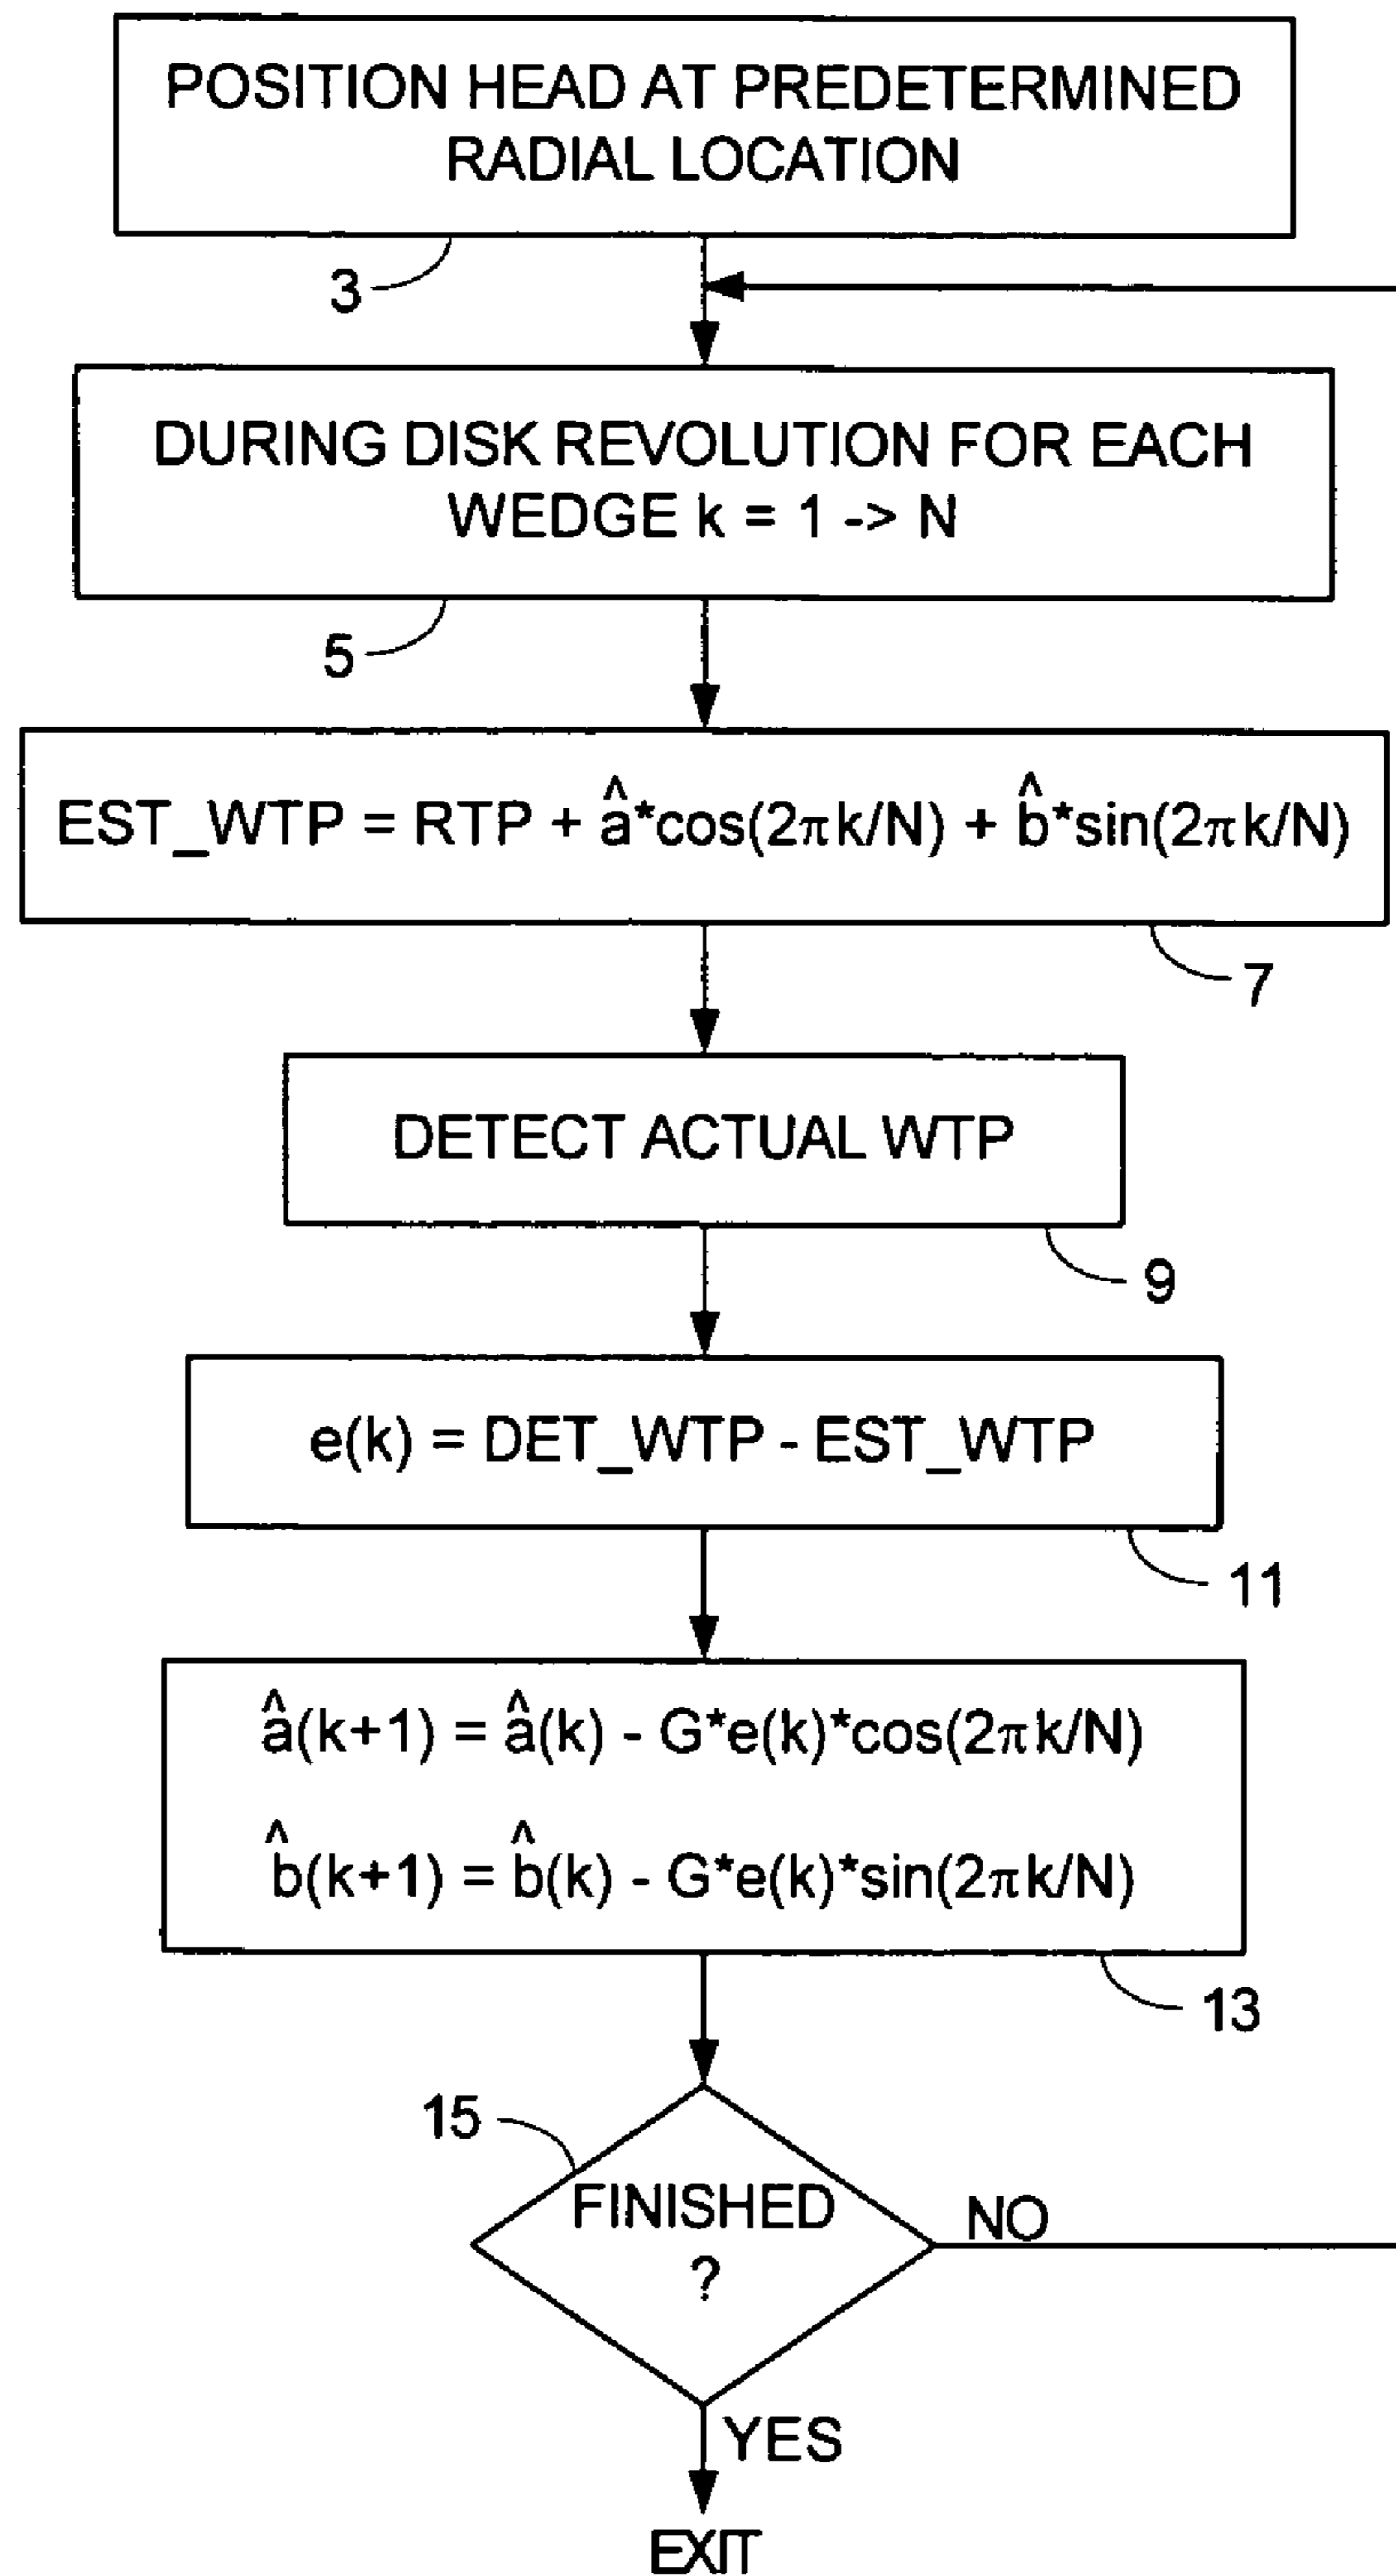 POSITION HEAD AT PREDETERMINED
RADIAL LOCATION
3
DURING DISK REVOLUTION FOR EACH
WEDGE k = 1 -> N
5
EST_WTP = RTP + â*cos(2πk/N) + b̂*sin(2πk/N)
7
DETECT ACTUAL WTP
9
e(k) = DET_WTP - EST_WTP
11
â(k+1) = â(k) - G*e(k)*cos(2πk/N)
b̂(k+1) = b̂(k) - G*e(k)*sin(2πk/N)
13
15
FINISHED
?
NO
YES
EXIT